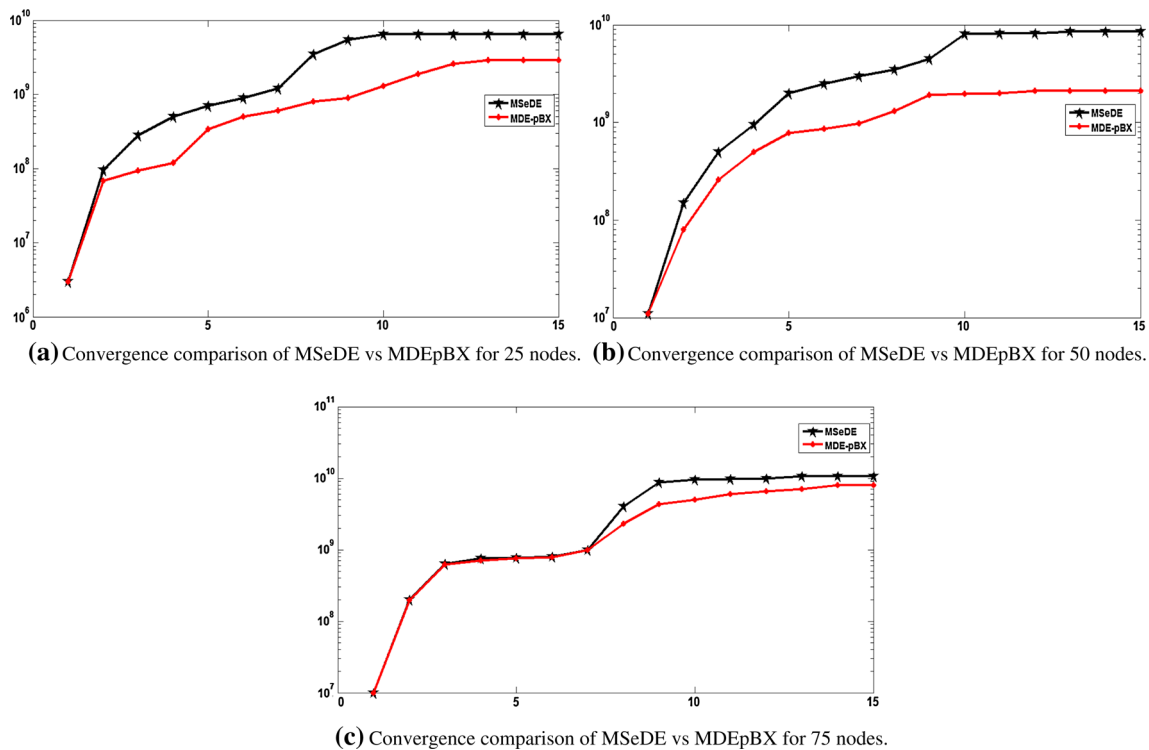 10^10
10^9
10^8
10^7
10^6
0
5
10
15
MSeDE
MDE-pBX
(a) Convergence comparison of MSeDE vs MDEpBX for 25 nodes.
10^10
10^9
10^8
10^7
0
5
10
15
MSeDE
MDE-pBX
(b) Convergence comparison of MSeDE vs MDEpBX for 50 nodes.
10^11
10^10
10^9
10^8
10^7
0
5
10
15
MSeDE
MDE-pBX
(c) Convergence comparison of MSeDE vs MDEpBX for 75 nodes.